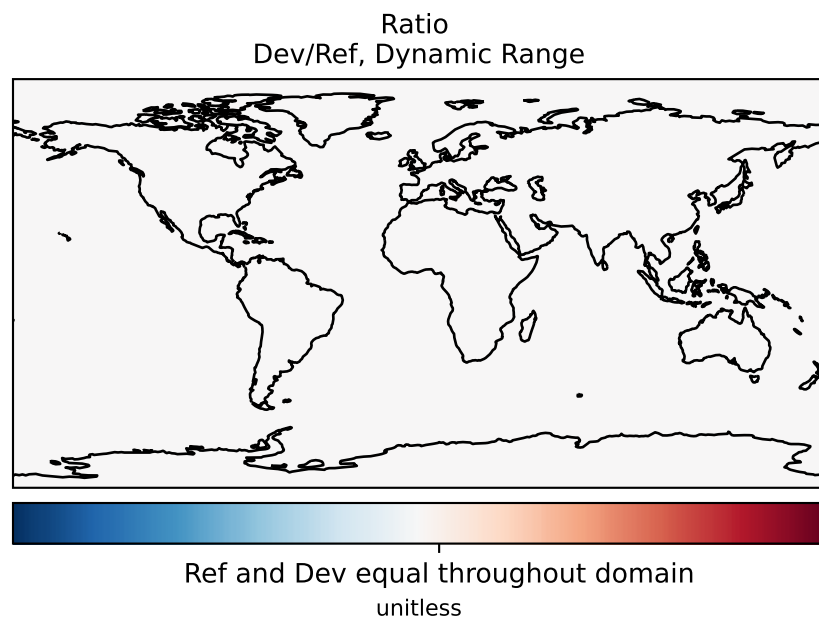 Ratio
Dev/Ref, Dynamic Range
Ref and Dev equal throughout domain
unitless